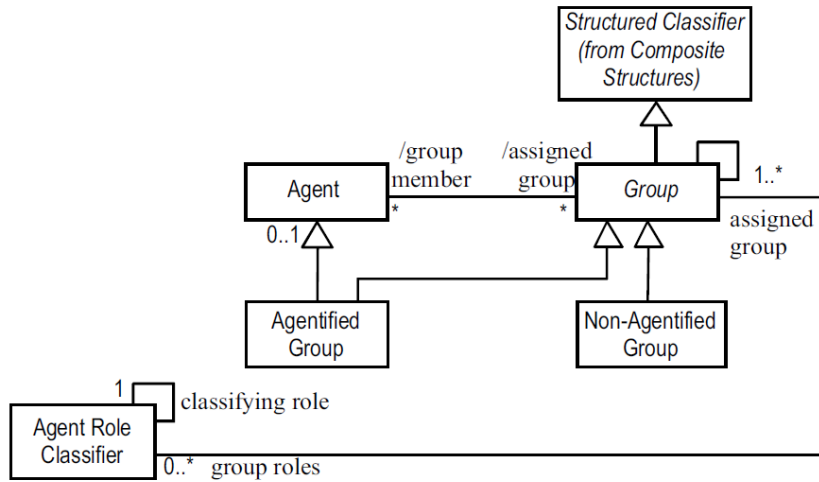 Structured Classifier
(from Composite
Structures)
/group
member
/assigned
group
Agent
Group
1..*
*
*
assigned
group
0..1
Agentified
Group
Non-Agentified
Group
1
classifying role
Agent Role
Classifier
0..*
group roles